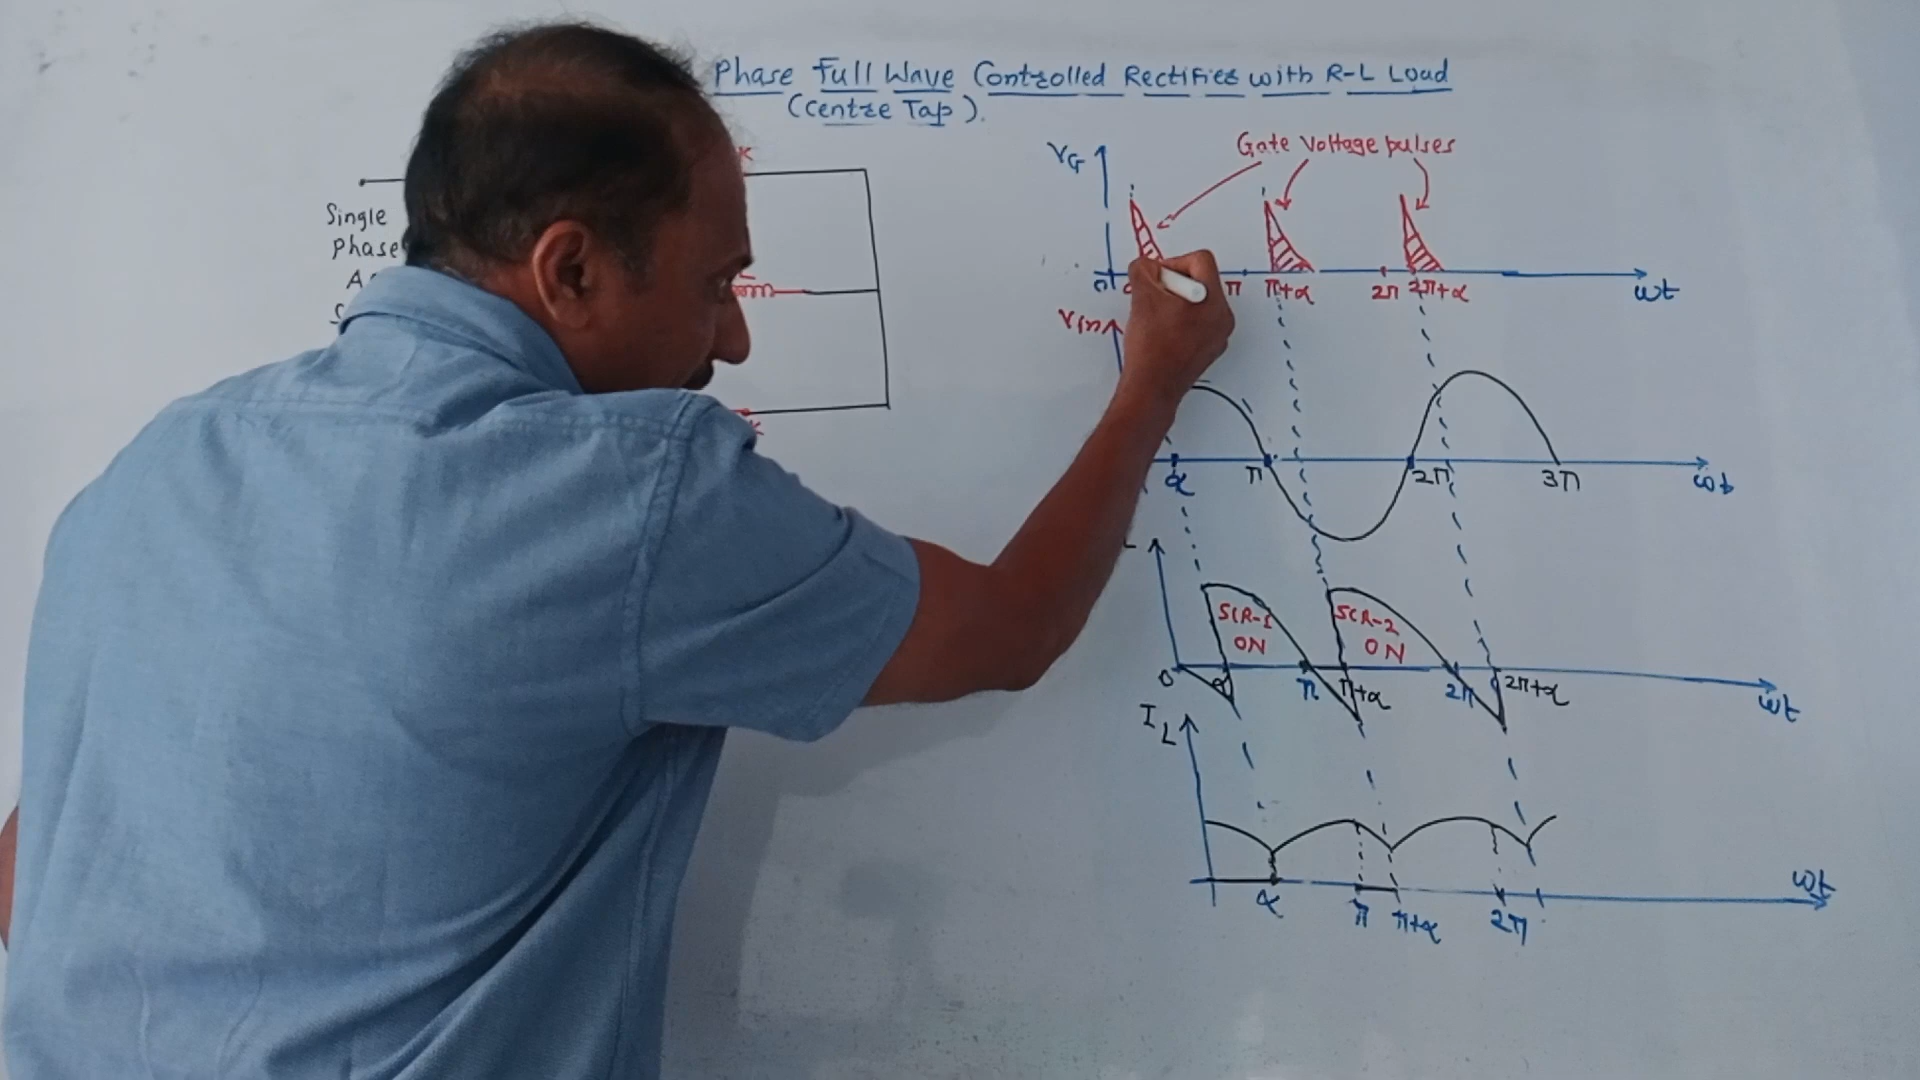 Phase Full Wave Controlled Rectifier with R-L Load
(Centre Tap).
K
Single
Phase
L
K
VG
Gate Voltage pulses
π π+α 2π 2π+α ωt
Vin
α π 2π 3π ωt
L
SCR-1
ON
SCR-2
ON
0 α π π+α 2π 2π+α ωt
IL
α π π+α 2π ωt